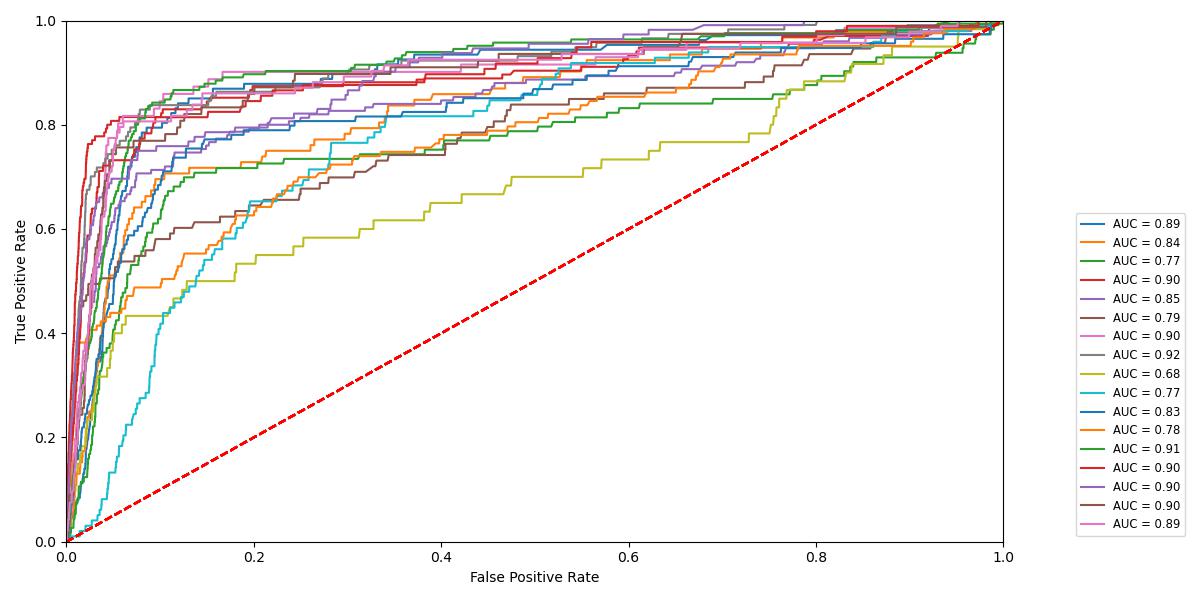 1.0
0.8
0.6
0.4
0.2
0.0
True Positive Rate
0.0 0.2 0.4 0.6 0.8 1.0
False Positive Rate
AUC = 0.89
AUC = 0.84
AUC = 0.77
AUC = 0.90
AUC = 0.85
AUC = 0.79
AUC = 0.90
AUC = 0.92
AUC = 0.68
AUC = 0.77
AUC = 0.83
AUC = 0.78
AUC = 0.91
AUC = 0.90
AUC = 0.90
AUC = 0.90
AUC = 0.89